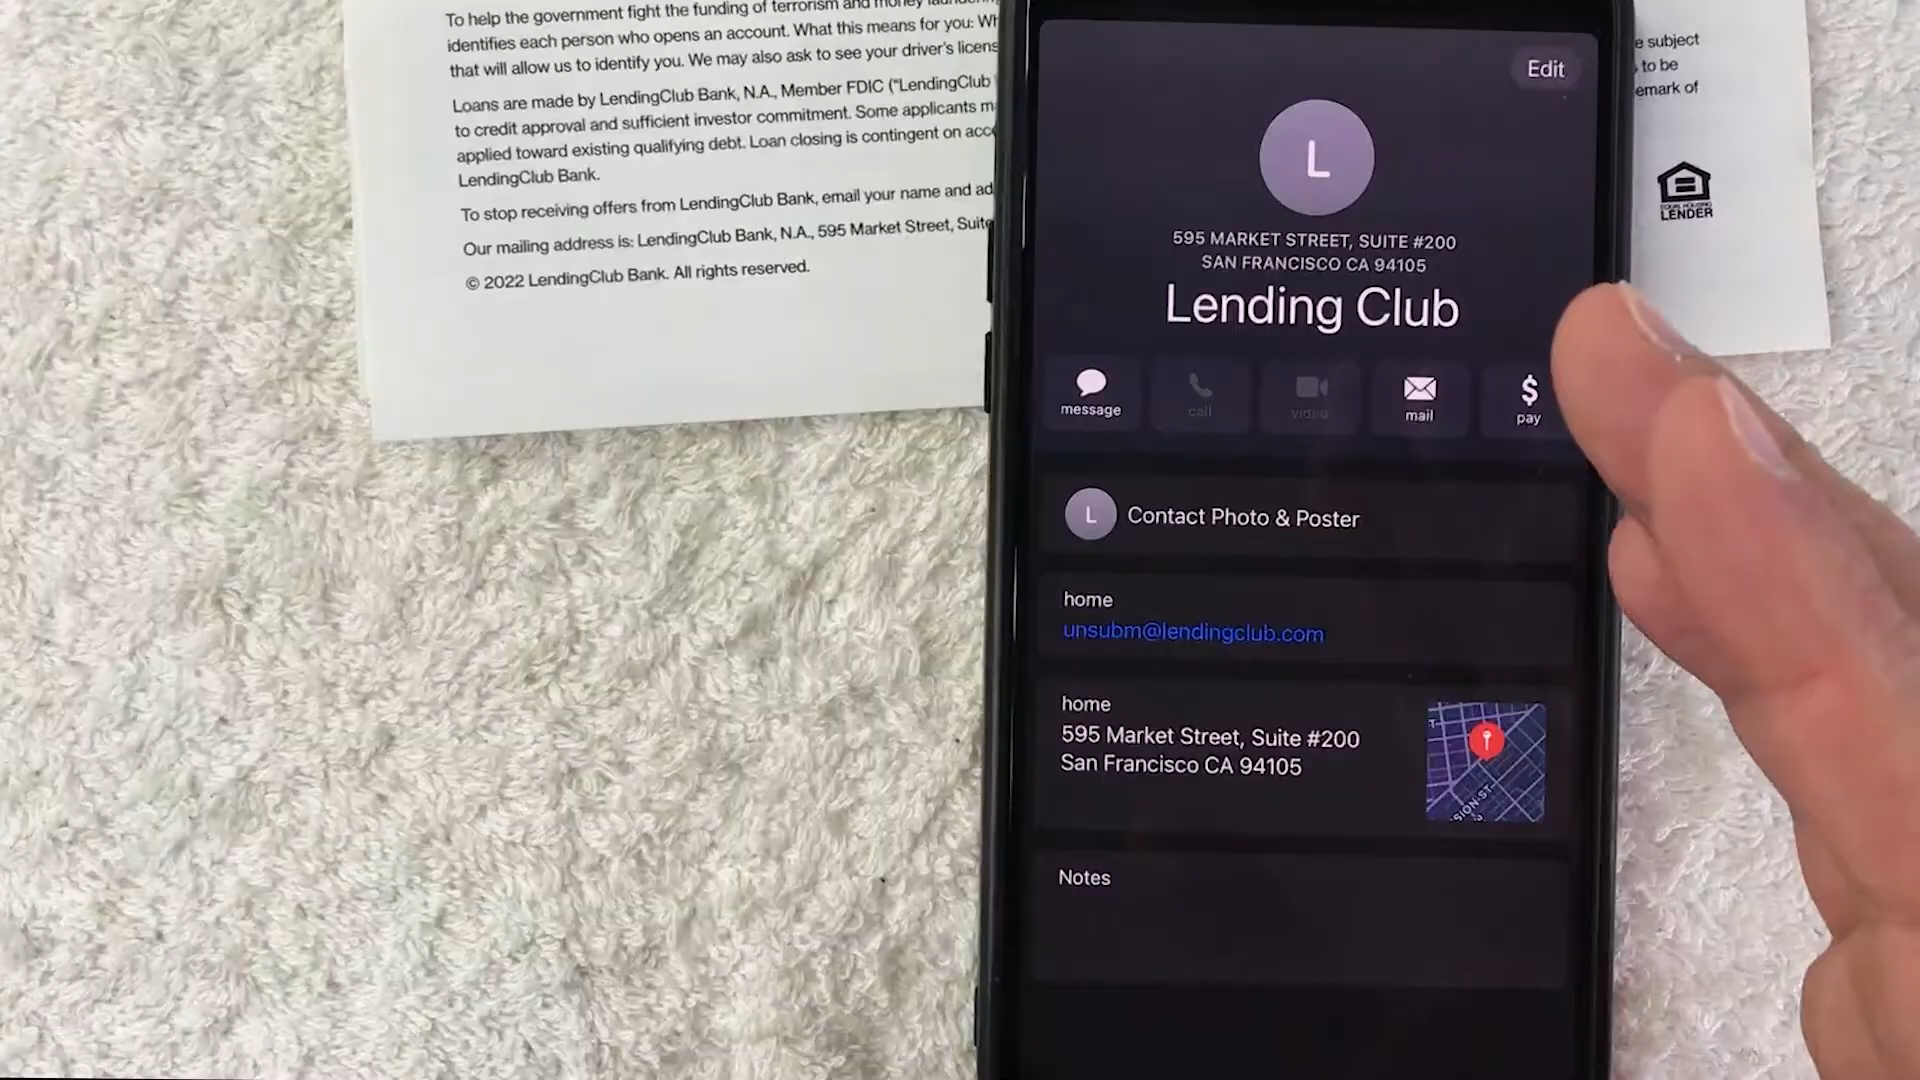 To help the government fight the funding of terrorism and money laundering
identifies each person who opens an account. What this means for you: Wh
that will allow us to identify you. We may also ask to see your driver's licens
Loans are made by LendingClub Bank, N.A., Member FDIC ("LendingClub
to credit approval and sufficient investor commitment. Some applicants m
applied toward existing qualifying debt. Loan closing is contingent on acc
LendingClub Bank.
To stop receiving offers from LendingClub Bank, email your name and ad
Our mailing address is: LendingClub Bank, N.A., 595 Market Street, Suite
© 2022 LendingClub Bank. All rights reserved.
e subject
to be
emark of
EQUAL HOUSING
LENDER
Edit
L
595 MARKET STREET, SUITE #200
SAN FRANCISCO CA 94105
Lending Club
message
call
video
mail
$
pay
L Contact Photo & Poster
home
unsubm@lendingclub.com
home
595 Market Street, Suite #200
San Francisco CA 94105
SION ST
Notes